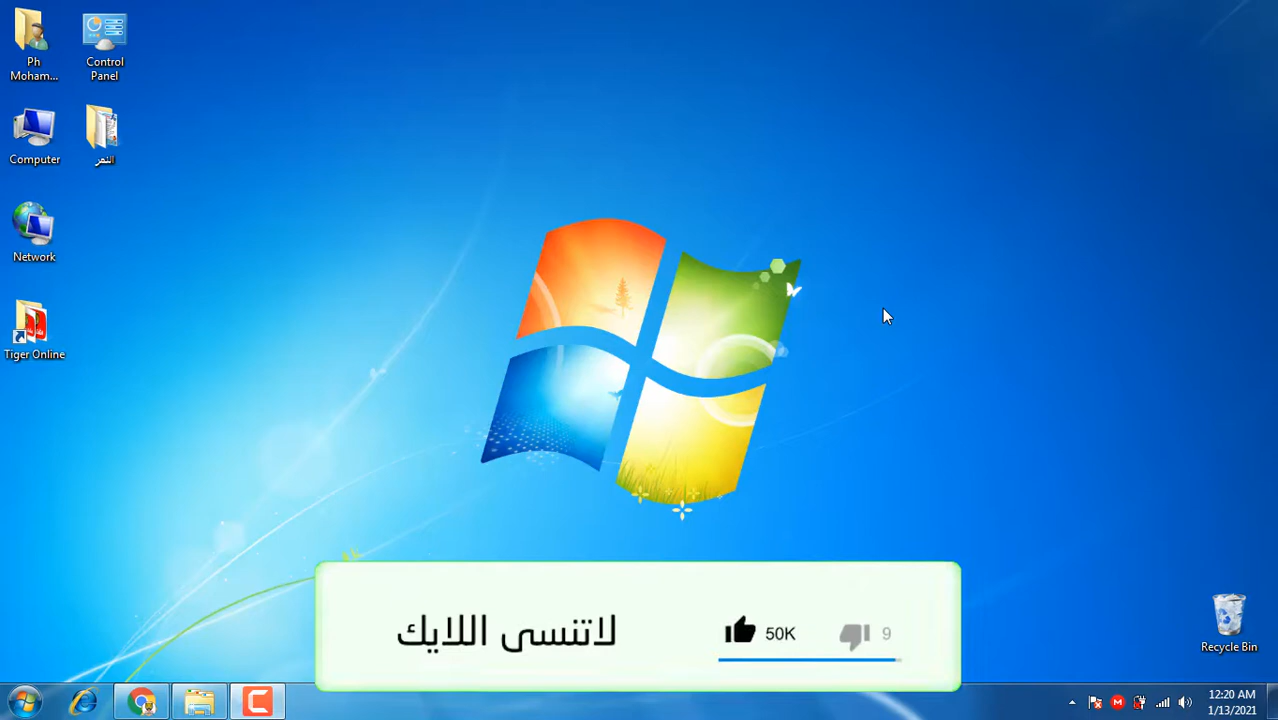 Ph
Moham...
Control
Panel
Computer
النمر
Network
Tiger Online
لاتنسى اللايك
50K
9
Recycle Bin
12:20 AM
1/13/2021